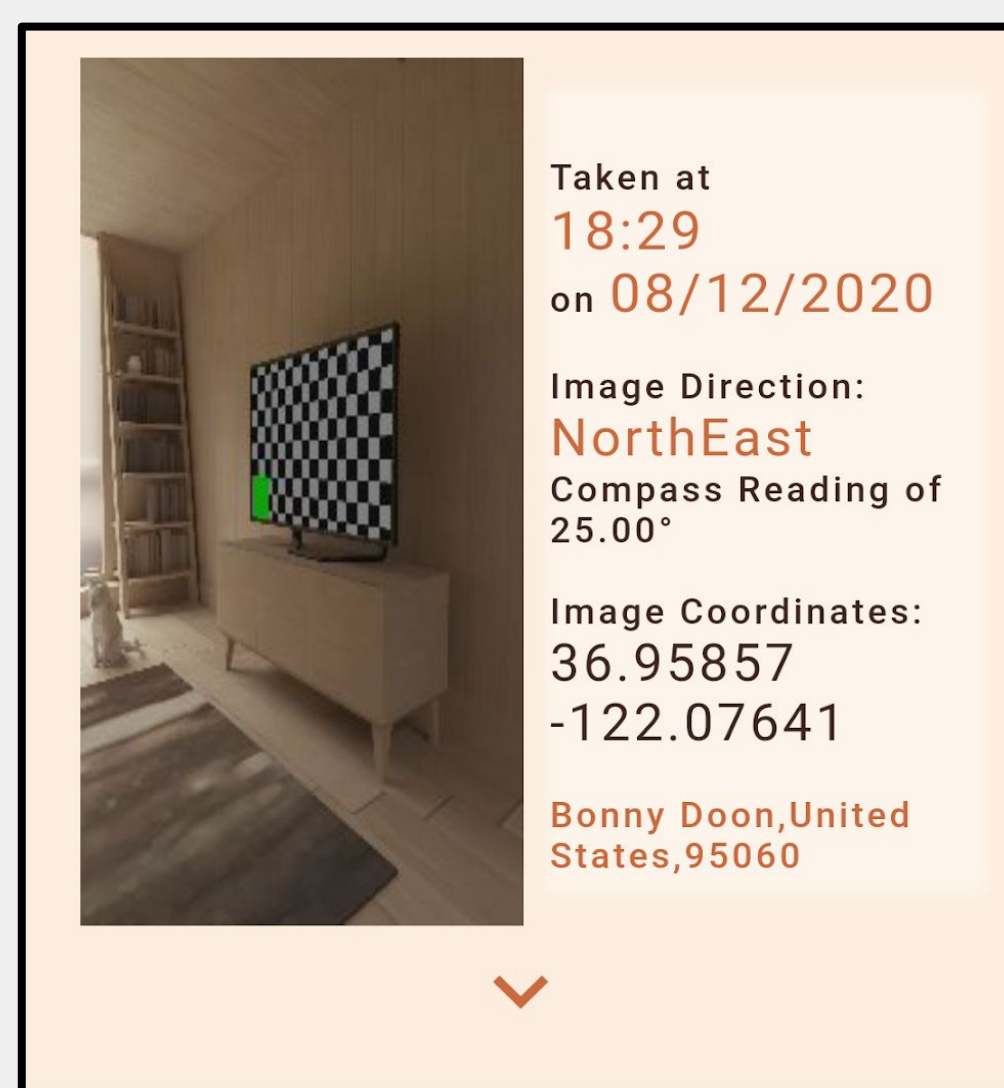 Taken at
18:29
on 08/12/2020
Image Direction:
NorthEast
Compass Reading of
25.00°
Image Coordinates:
36.95857
-122.07641
Bonny Doon,United
States,95060